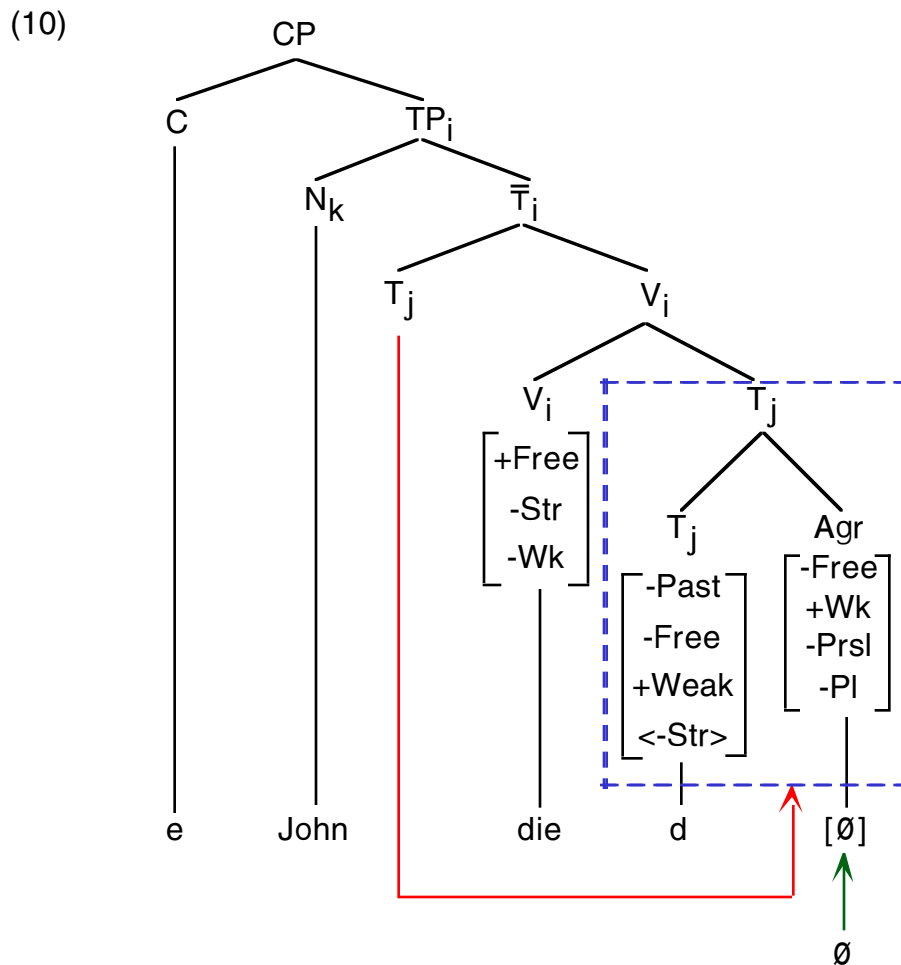 (10)
CP
C TPi
Nk T̿i
Tj Vi
Vi Tj
+Free
-Str
-Wk
Tj Agr
-Past -Free
-Free +Wk
+Weak -Prsl
<-Str> -Pl
e John die d [Ø]
Ø